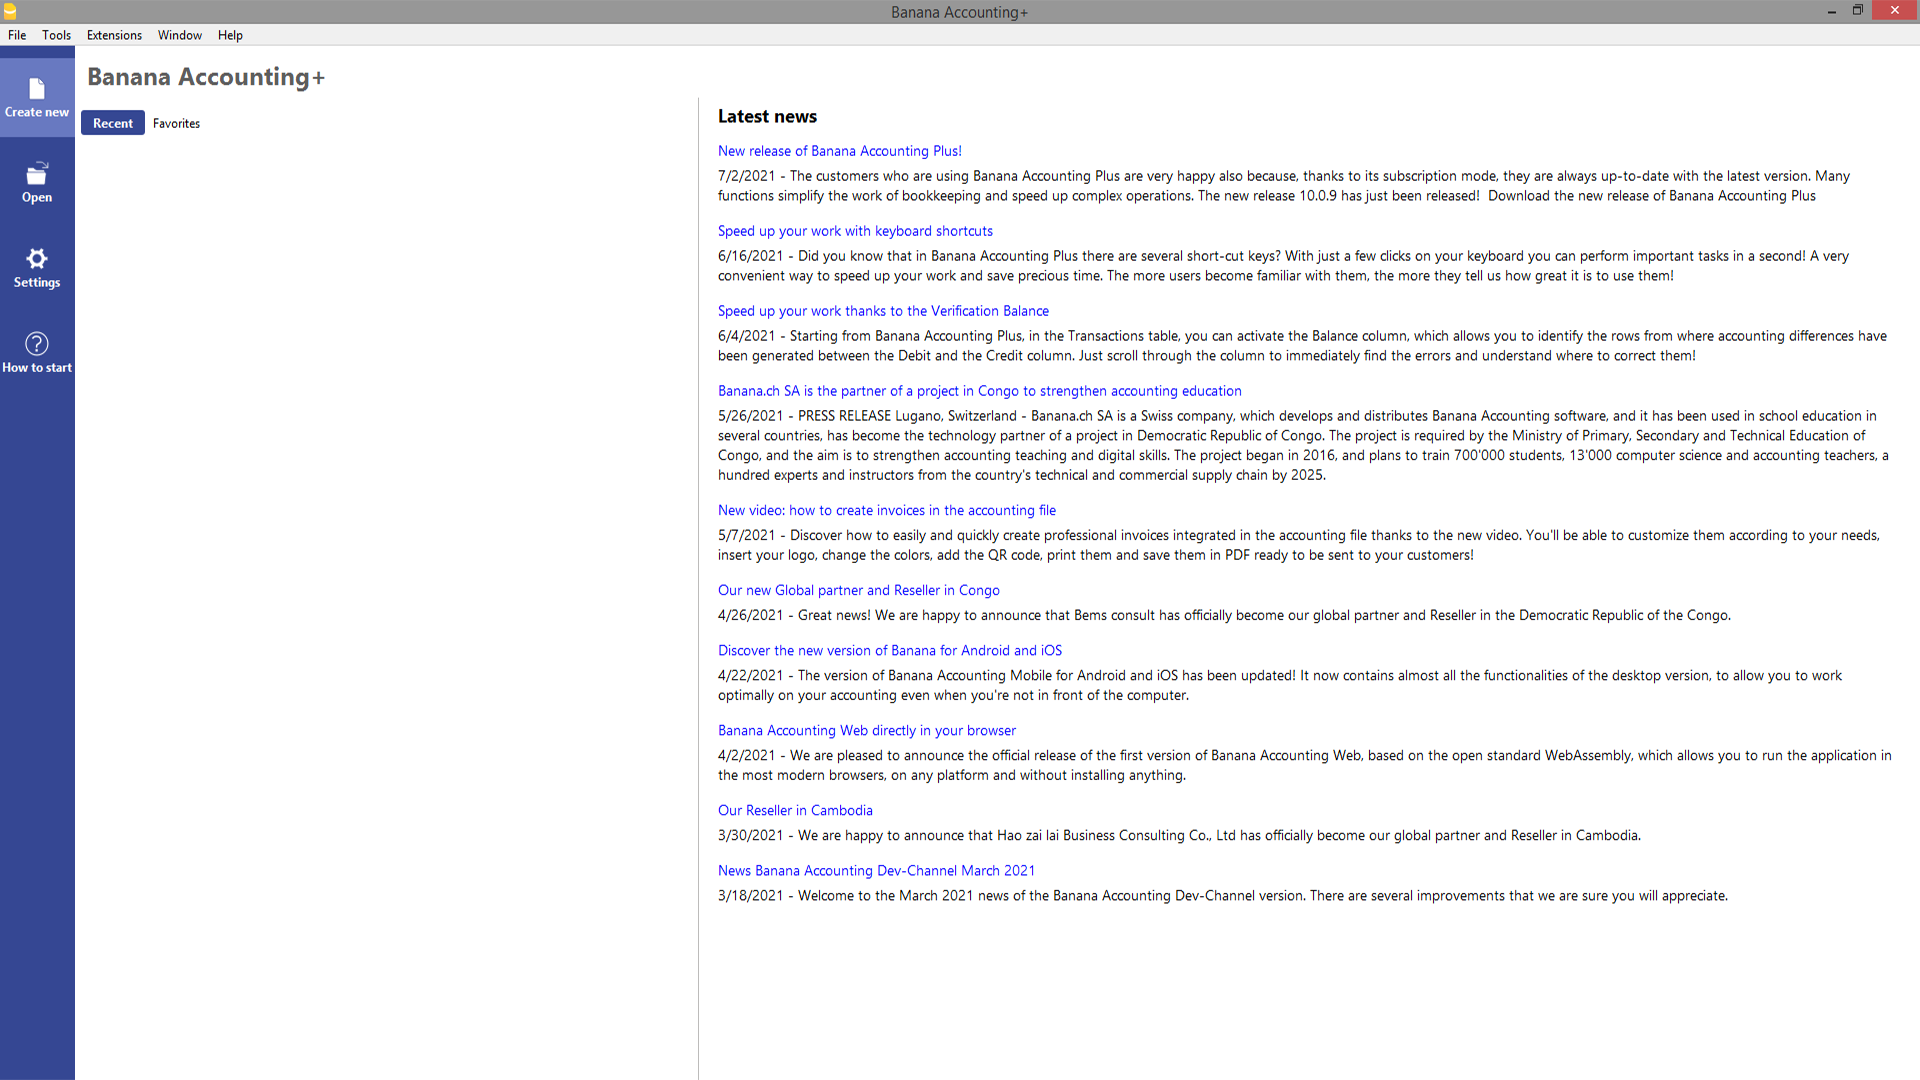 Banana Accounting+
File Tools Extensions Window Help
Create new
Open
Settings
How to start
Banana Accounting+
Recent Favorites
Latest news
New release of Banana Accounting Plus!
7/2/2021 - The customers who are using Banana Accounting Plus are very happy also because, thanks to its subscription mode, they are always up-to-date with the latest version. Many
functions simplify the work of bookkeeping and speed up complex operations. The new release 10.0.9 has just been released!  Download the new release of Banana Accounting Plus
Speed up your work with keyboard shortcuts
6/16/2021 - Did you know that in Banana Accounting Plus there are several short-cut keys? With just a few clicks on your keyboard you can perform important tasks in a second! A very
convenient way to speed up your work and save precious time. The more users become familiar with them, the more they tell us how great it is to use them!
Speed up your work thanks to the Verification Balance
6/4/2021 - Starting from Banana Accounting Plus, in the Transactions table, you can activate the Balance column, which allows you to identify the rows from where accounting differences have
been generated between the Debit and the Credit column. Just scroll through the column to immediately find the errors and understand where to correct them!
Banana.ch SA is the partner of a project in Congo to strengthen accounting education
5/26/2021 - PRESS RELEASE Lugano, Switzerland - Banana.ch SA is a Swiss company, which develops and distributes Banana Accounting software, and it has been used in school education in
several countries, has become the technology partner of a project in Democratic Republic of Congo. The project is required by the Ministry of Primary, Secondary and Technical Education of
Congo, and the aim is to strengthen accounting teaching and digital skills. The project began in 2016, and plans to train 700'000 students, 13'000 computer science and accounting teachers, a
hundred experts and instructors from the country's technical and commercial supply chain by 2025.
New video: how to create invoices in the accounting file
5/7/2021 - Discover how to easily and quickly create professional invoices integrated in the accounting file thanks to the new video. You'll be able to customize them according to your needs,
insert your logo, change the colors, add the QR code, print them and save them in PDF ready to be sent to your customers!
Our new Global partner and Reseller in Congo
4/26/2021 - Great news! We are happy to announce that Bems consult has officially become our global partner and Reseller in the Democratic Republic of the Congo.
Discover the new version of Banana for Android and iOS
4/22/2021 - The version of Banana Accounting Mobile for Android and iOS has been updated! It now contains almost all the functionalities of the desktop version, to allow you to work
optimally on your accounting even when you're not in front of the computer.
Banana Accounting Web directly in your browser
4/2/2021 - We are pleased to announce the official release of the first version of Banana Accounting Web, based on the open standard WebAssembly, which allows you to run the application in
the most modern browsers, on any platform and without installing anything.
Our Reseller in Cambodia
3/30/2021 - We are happy to announce that Hao zai lai Business Consulting Co., Ltd has officially become our global partner and Reseller in Cambodia.
News Banana Accounting Dev-Channel March 2021
3/18/2021 - Welcome to the March 2021 news of the Banana Accounting Dev-Channel version. There are several improvements that we are sure you will appreciate.